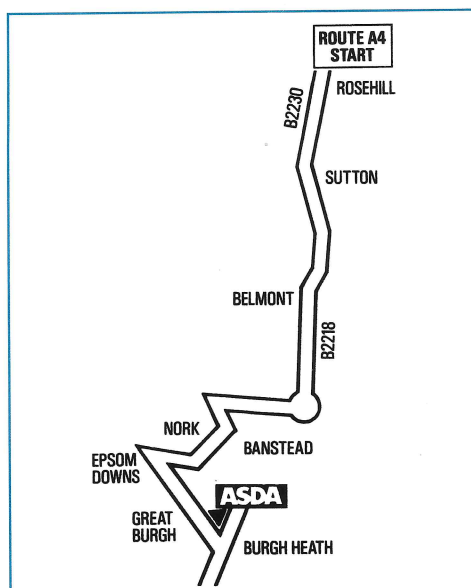 ROUTE A4
START
ROSEHILL
B2230
SUTTON
BELMONT
B2218
NORK
BANSTEAD
EPSOM
DOWNS
ASDA
GREAT
BURGH
BURGH HEATH